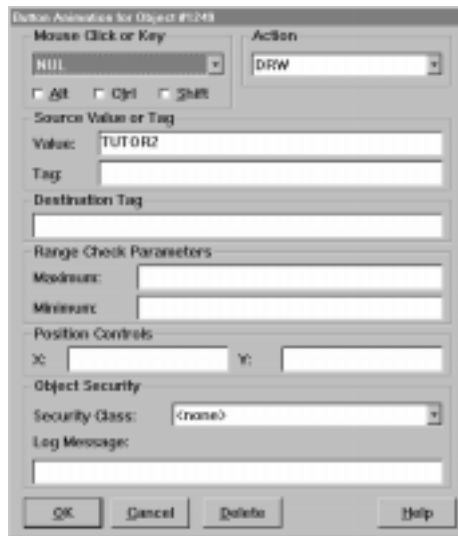 Button Animation for Object #1249
Mouse Click or Key
Action
NUL
DRW
Alt Ctrl Shift
Source Value or Tag
Value: TUTOR2
Tag:
Destination Tag
Range Check Parameters
Maximum:
Minimum:
Position Controls
X: Y:
Object Security
Security Class: <none>
Log Message:
OK Cancel Delete Help